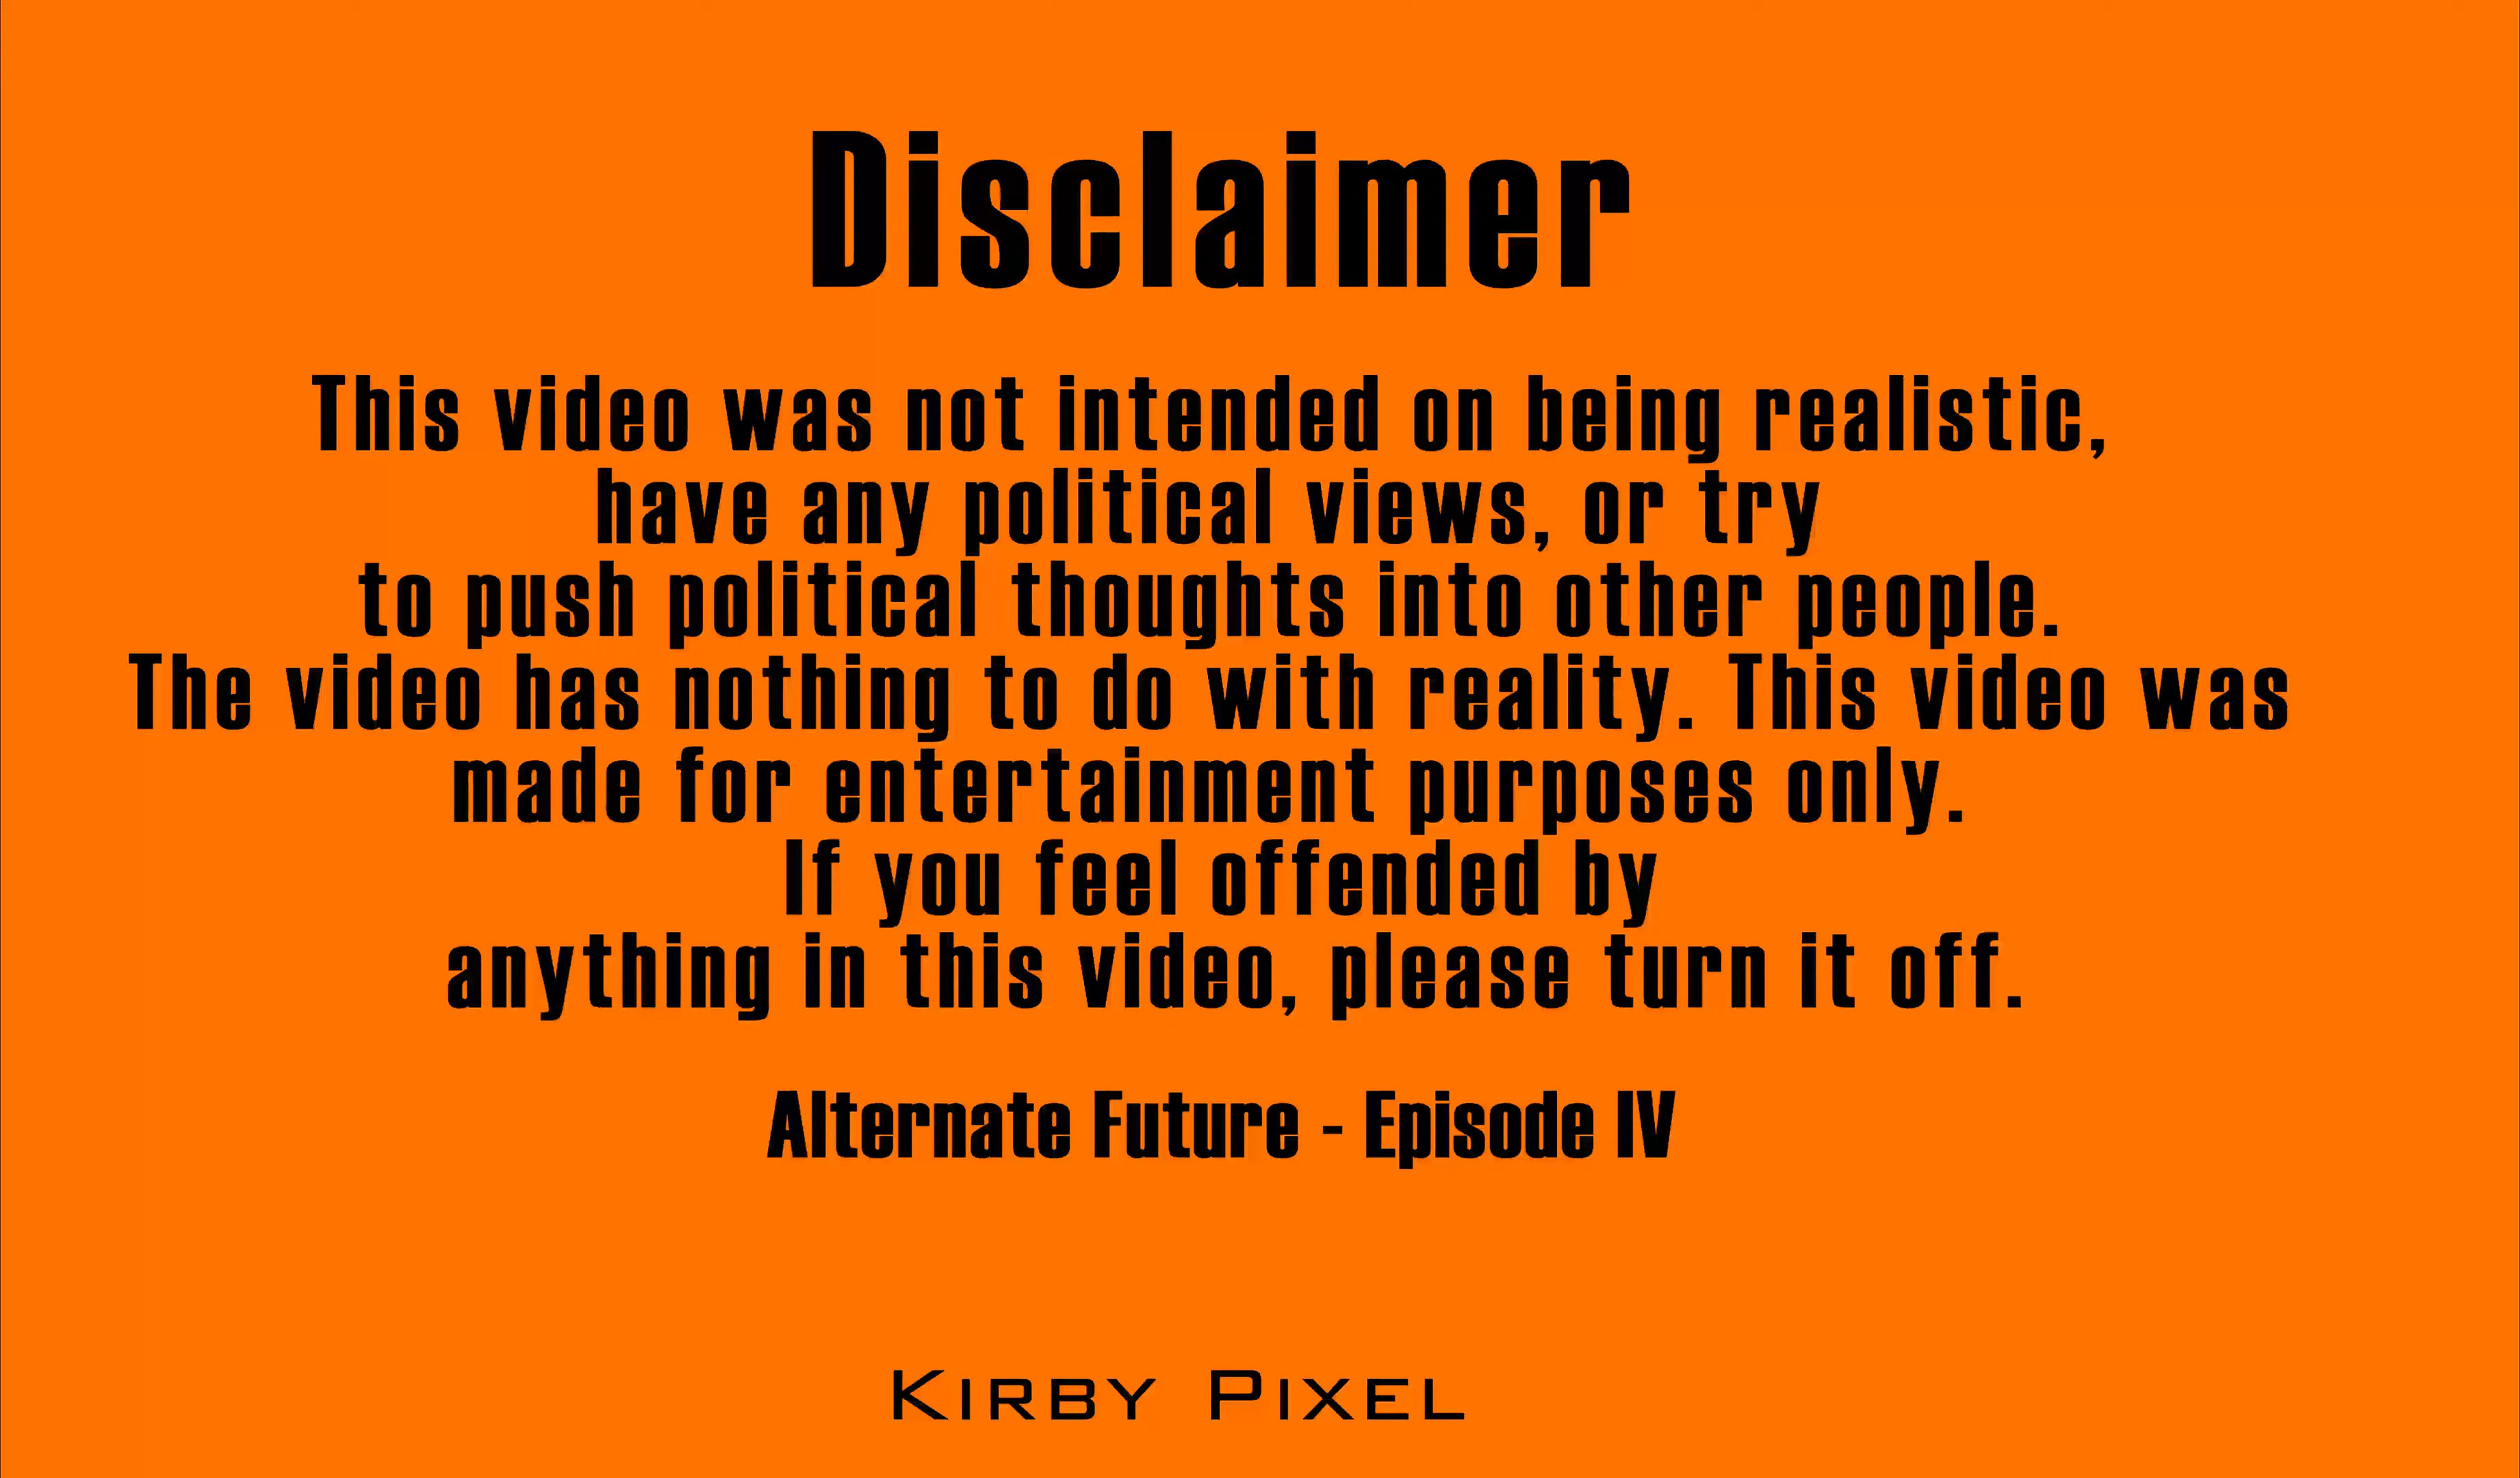 Disclaimer
This video was not intended on being realistic,
have any political views, or try
to push political thoughts into other people.
The video has nothing to do with reality. This video was
made for entertainment purposes only.
If you feel offended by
anything in this video, please turn it off.
Alternate Future - Episode IV
Kirby Pixel